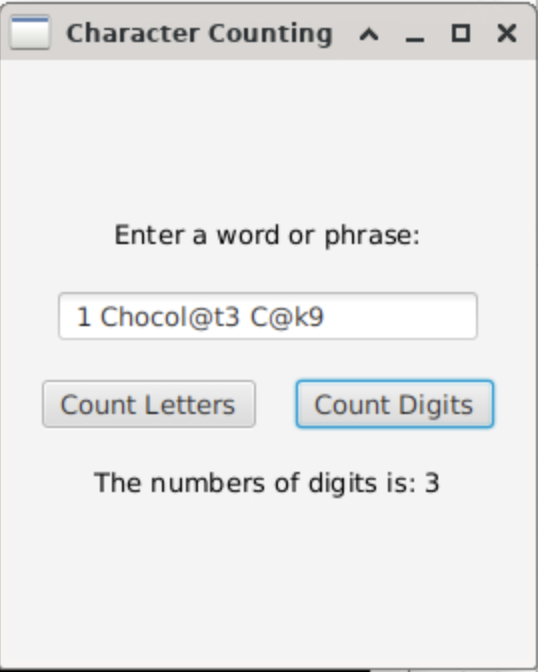 Character Counting
Enter a word or phrase:
1 Chocol@t3 C@k9
Count Letters Count Digits
The numbers of digits is: 3